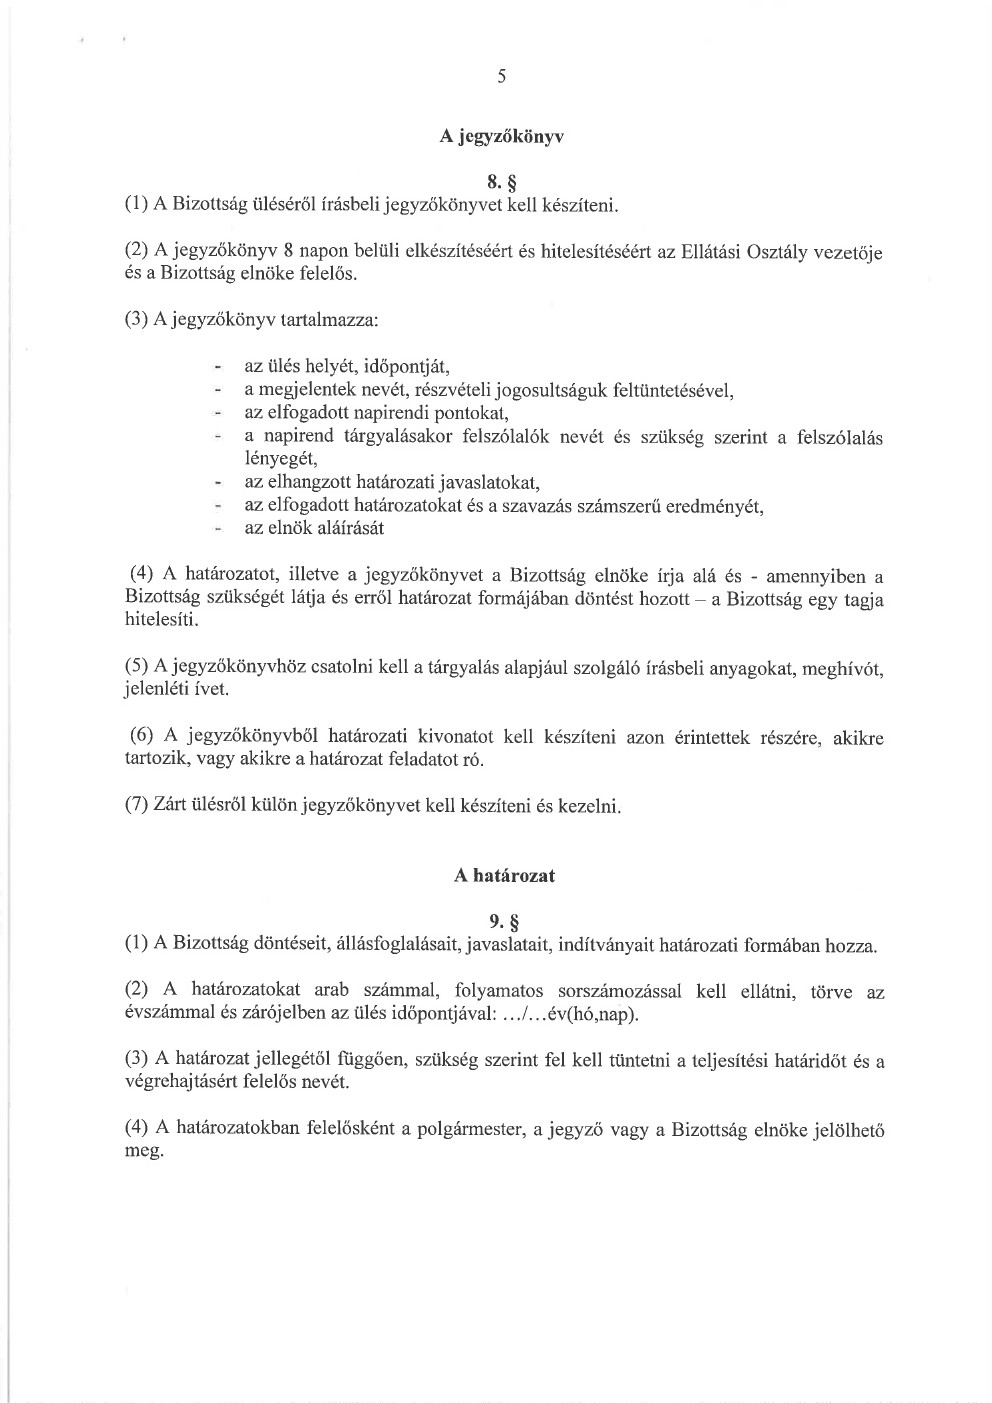 5
A jegyzőkönyv
8. §
(1) A Bizottság üléséről írásbeli jegyzőkönyvet kell készíteni.
(2) A jegyzőkönyv 8 napon belüli elkészítéséért és hitelesítéséért az Ellátási Osztály vezetője
és a Bizottság elnöke felelős.
(3) A jegyzőkönyv tartalmazza:
- az ülés helyét, időpontját,
- a megjelentek nevét, részvételi jogosultságuk feltüntetésével,
- az elfogadott napirendi pontokat,
- a napirend tárgyalásakor felszólalók nevét és szükség szerint a felszólalás
lényegét,
- az elhangzott határozati javaslatokat,
- az elfogadott határozatokat és a szavazás számszerű eredményét,
- az elnök aláírását
(4) A határozatot, illetve a jegyzőkönyvet a Bizottság elnöke írja alá és - amennyiben a
Bizottság szükségét látja és erről határozat formájában döntést hozott – a Bizottság egy tagja
hitelesíti.
(5) A jegyzőkönyvhöz csatolni kell a tárgyalás alapjául szolgáló írásbeli anyagokat, meghívót,
jelenléti ívet.
(6) A jegyzőkönyvből határozati kivonatot kell készíteni azon érintettek részére, akikre
tartozik, vagy akikre a határozat feladatot ró.
(7) Zárt ülésről külön jegyzőkönyvet kell készíteni és kezelni.
A határozat
9. §
(1) A Bizottság döntéseit, állásfoglalásait, javaslatait, indítványait határozati formában hozza.
(2) A határozatokat arab számmal, folyamatos sorszámozással kell ellátni, törve az
évszámmal és zárójelben az ülés időpontjával: .../...év(hó,nap).
(3) A határozat jellegétől függően, szükség szerint fel kell tüntetni a teljesítési határidőt és a
végrehajtásért felelős nevét.
(4) A határozatokban felelősként a polgármester, a jegyző vagy a Bizottság elnöke jelölhető
meg.